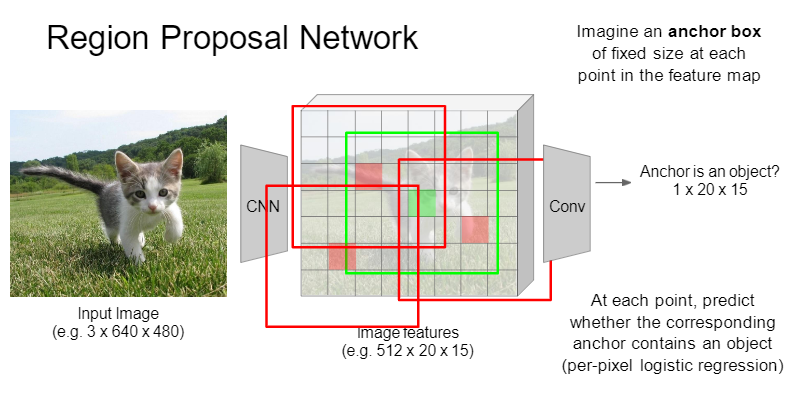 Region Proposal Network
Imagine an anchor box
of fixed size at each
point in the feature map
CNN
Conv
Anchor is an object?
1 x 20 x 15
Input Image
(e.g. 3 x 640 x 480)
Image features
(e.g. 512 x 20 x 15)
At each point, predict
whether the corresponding
anchor contains an object
(per-pixel logistic regression)